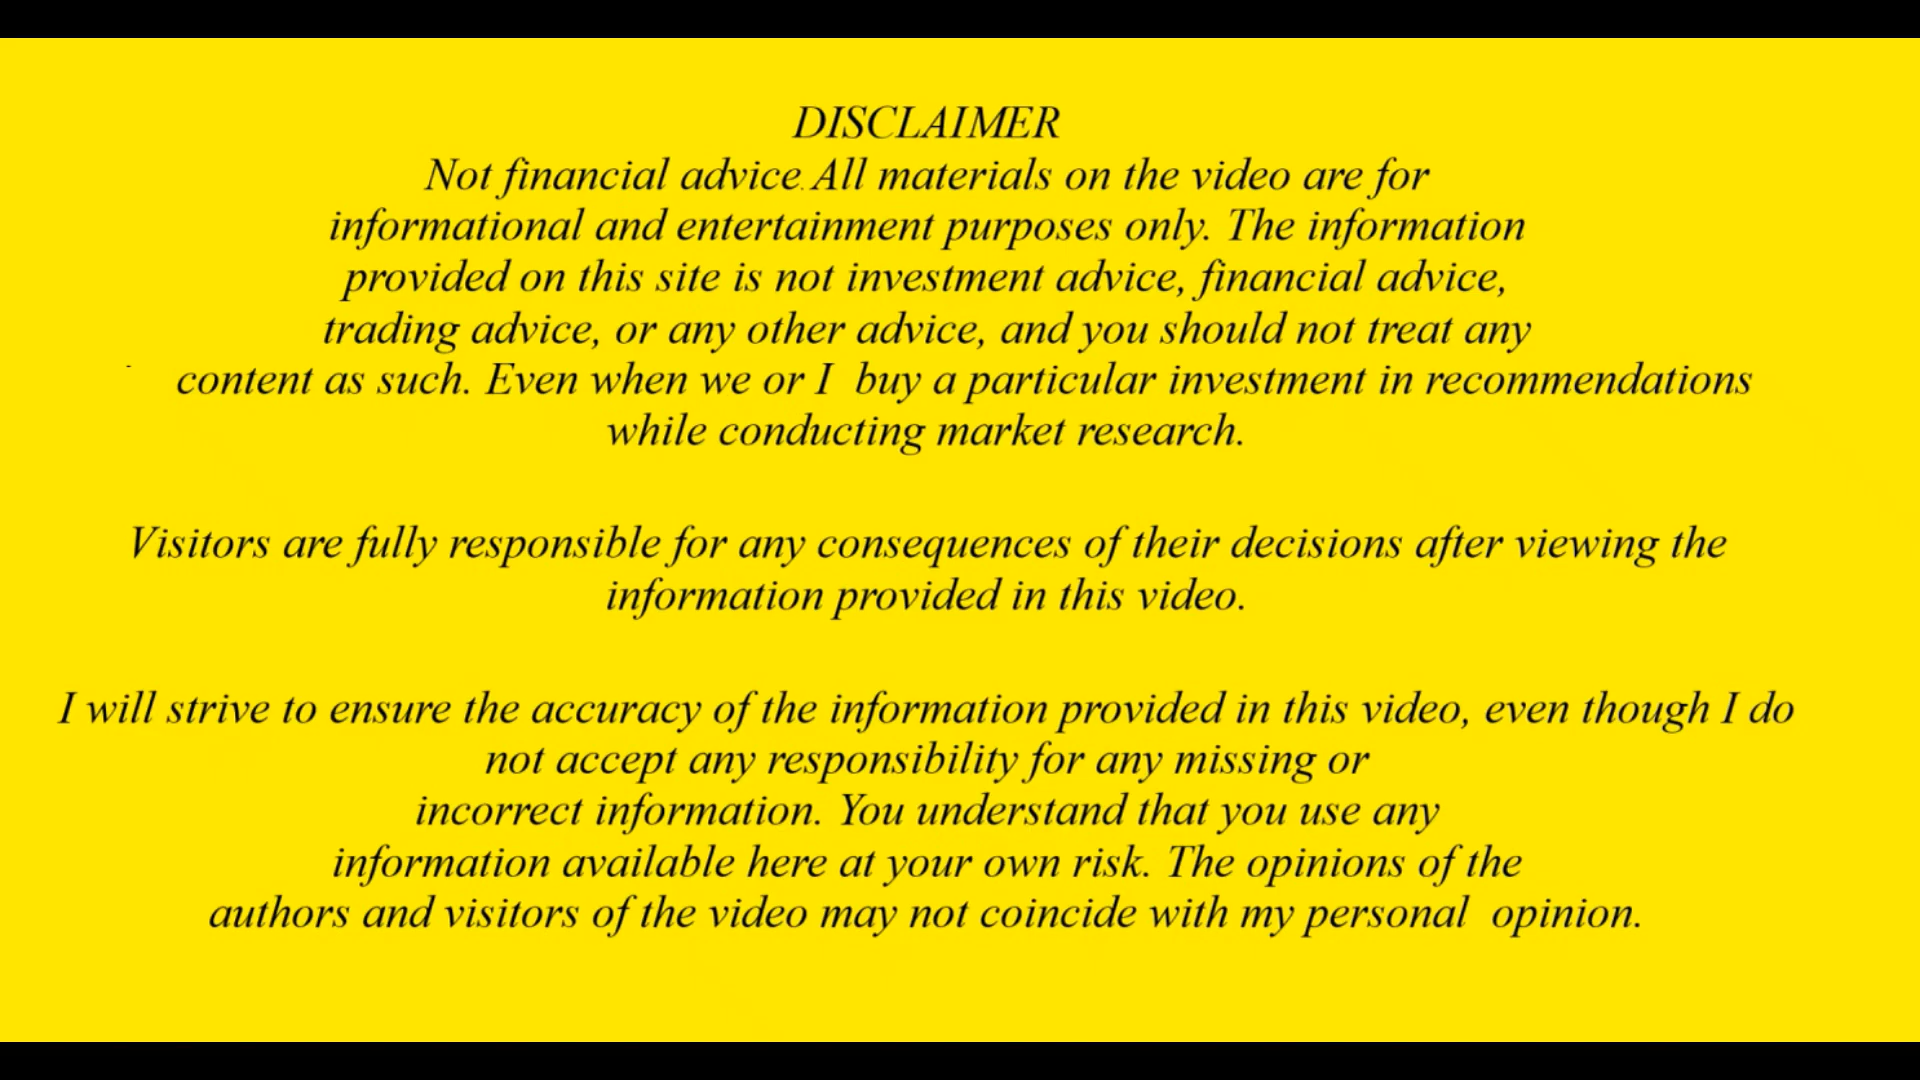 DISCLAIMER
Not financial advice. All materials on the video are for
informational and entertainment purposes only. The information
provided on this site is not investment advice, financial advice,
trading advice, or any other advice, and you should not treat any
content as such. Even when we or I  buy a particular investment in recommendations
while conducting market research.
Visitors are fully responsible for any consequences of their decisions after viewing the
information provided in this video.
I will strive to ensure the accuracy of the information provided in this video, even though I do
not accept any responsibility for any missing or
incorrect information. You understand that you use any
information available here at your own risk. The opinions of the
authors and visitors of the video may not coincide with my personal  opinion.